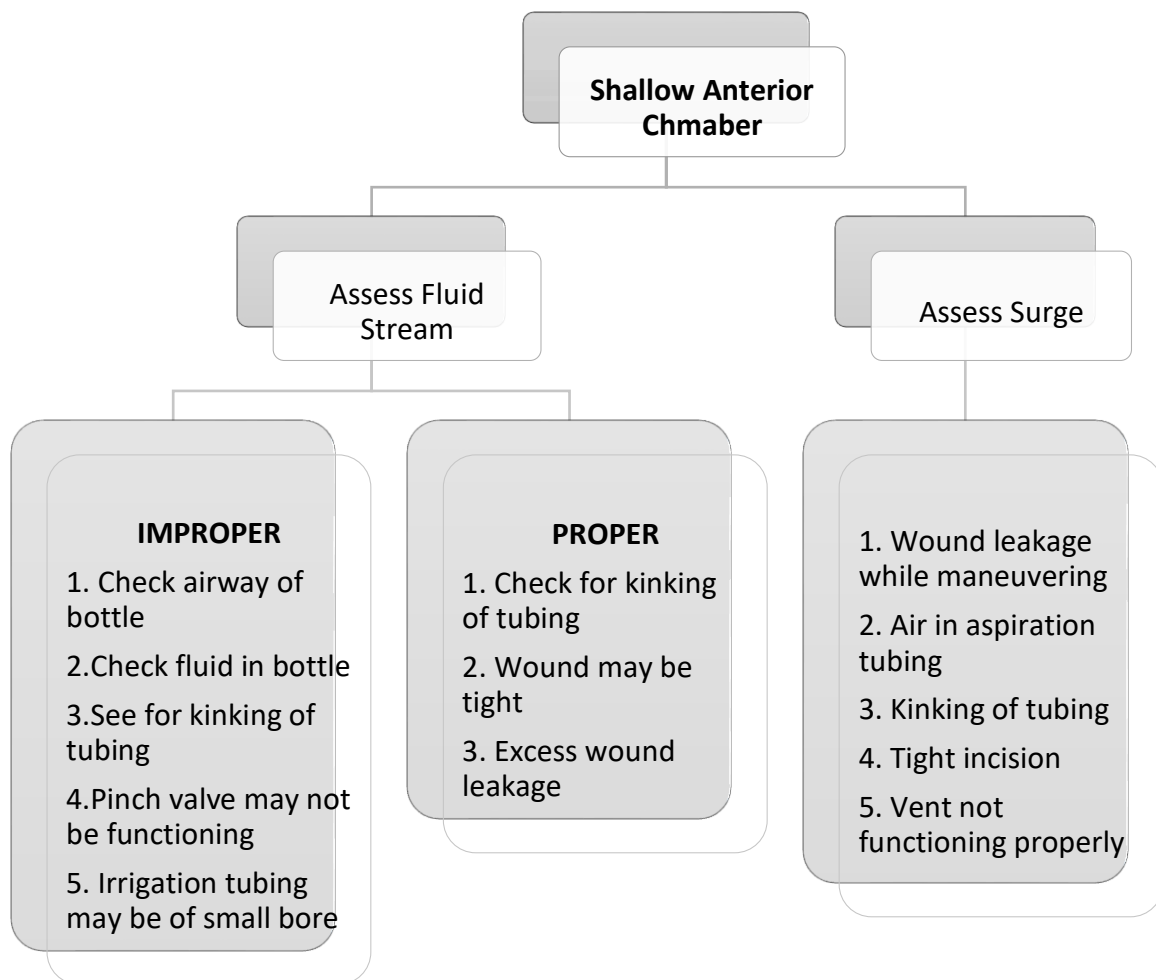 Shallow Anterior
Chmaber
Assess Fluid
Stream
Assess Surge
IMPROPER
1. Check airway of
bottle
2.Check fluid in bottle
3.See for kinking of
tubing
4.Pinch valve may not
be functioning
5. Irrigation tubing
may be of small bore
PROPER
1. Check for kinking
of tubing
2. Wound may be
tight
3. Excess wound
leakage
1. Wound leakage
while maneuvering
2. Air in aspiration
tubing
3. Kinking of tubing
4. Tight incision
5. Vent not
functioning properly